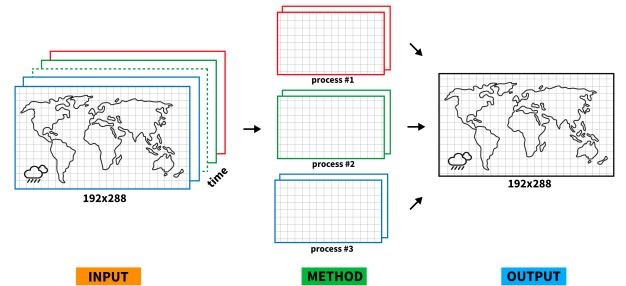 process #1
process #2
process #3
time
192x288
192x288
INPUT
METHOD
OUTPUT